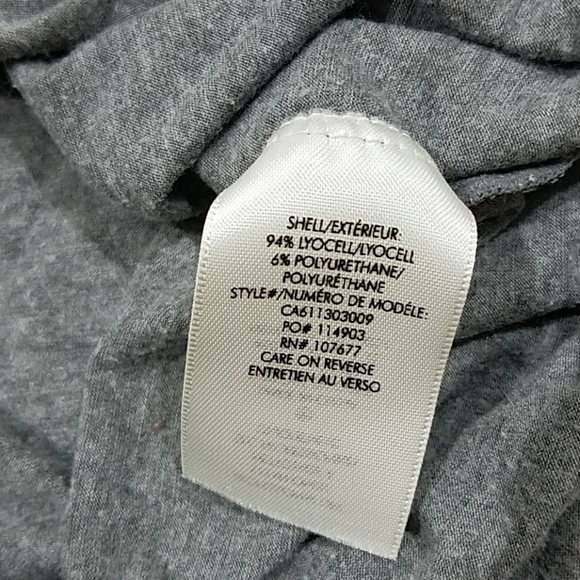 SHELL/EXTÉRIEUR:
94% LYOCELL/LYOCELL
6% POLYURETHANE/
POLYURÉTHANE
STYLE#/NUMÉRO DE MODÉLE:
CA611303009
PO# 114903
RN# 107677
CARE ON REVERSE
ENTRETIEN AU VERSO